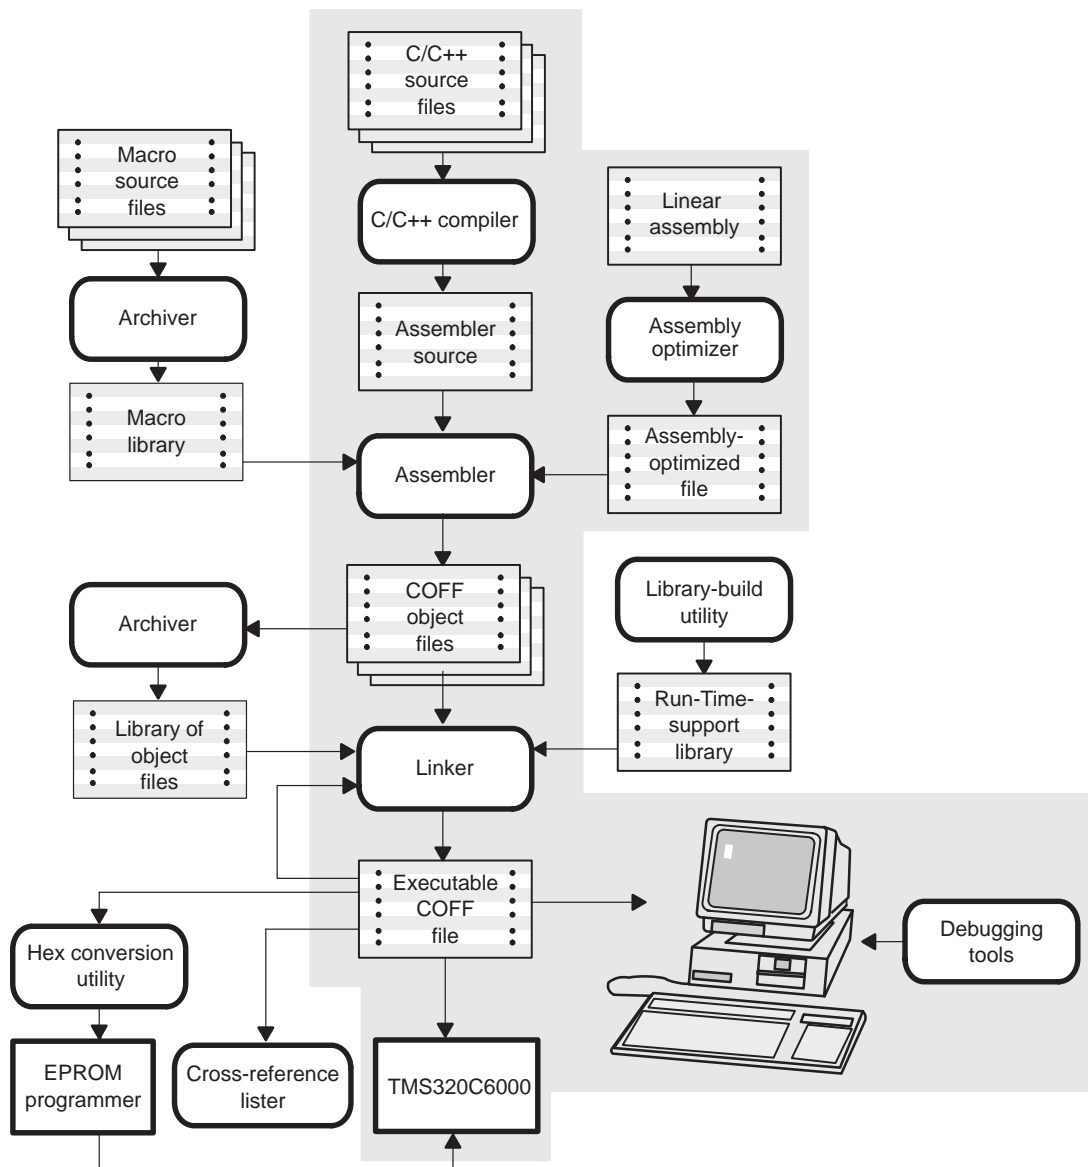 C/C++
source
files
Macro
source
files
C/C++ compiler
Linear
assembly
Archiver
Assembler
source
Assembly
optimizer
Macro
library
Assembler
Assembly-
optimized
file
Archiver
COFF
object
files
Library-build
utility
Library of
object
files
Linker
Run-Time-
support
library
Executable
COFF
file
Debugging
tools
Hex conversion
utility
EPROM
programmer
Cross-reference
lister
TMS320C6000